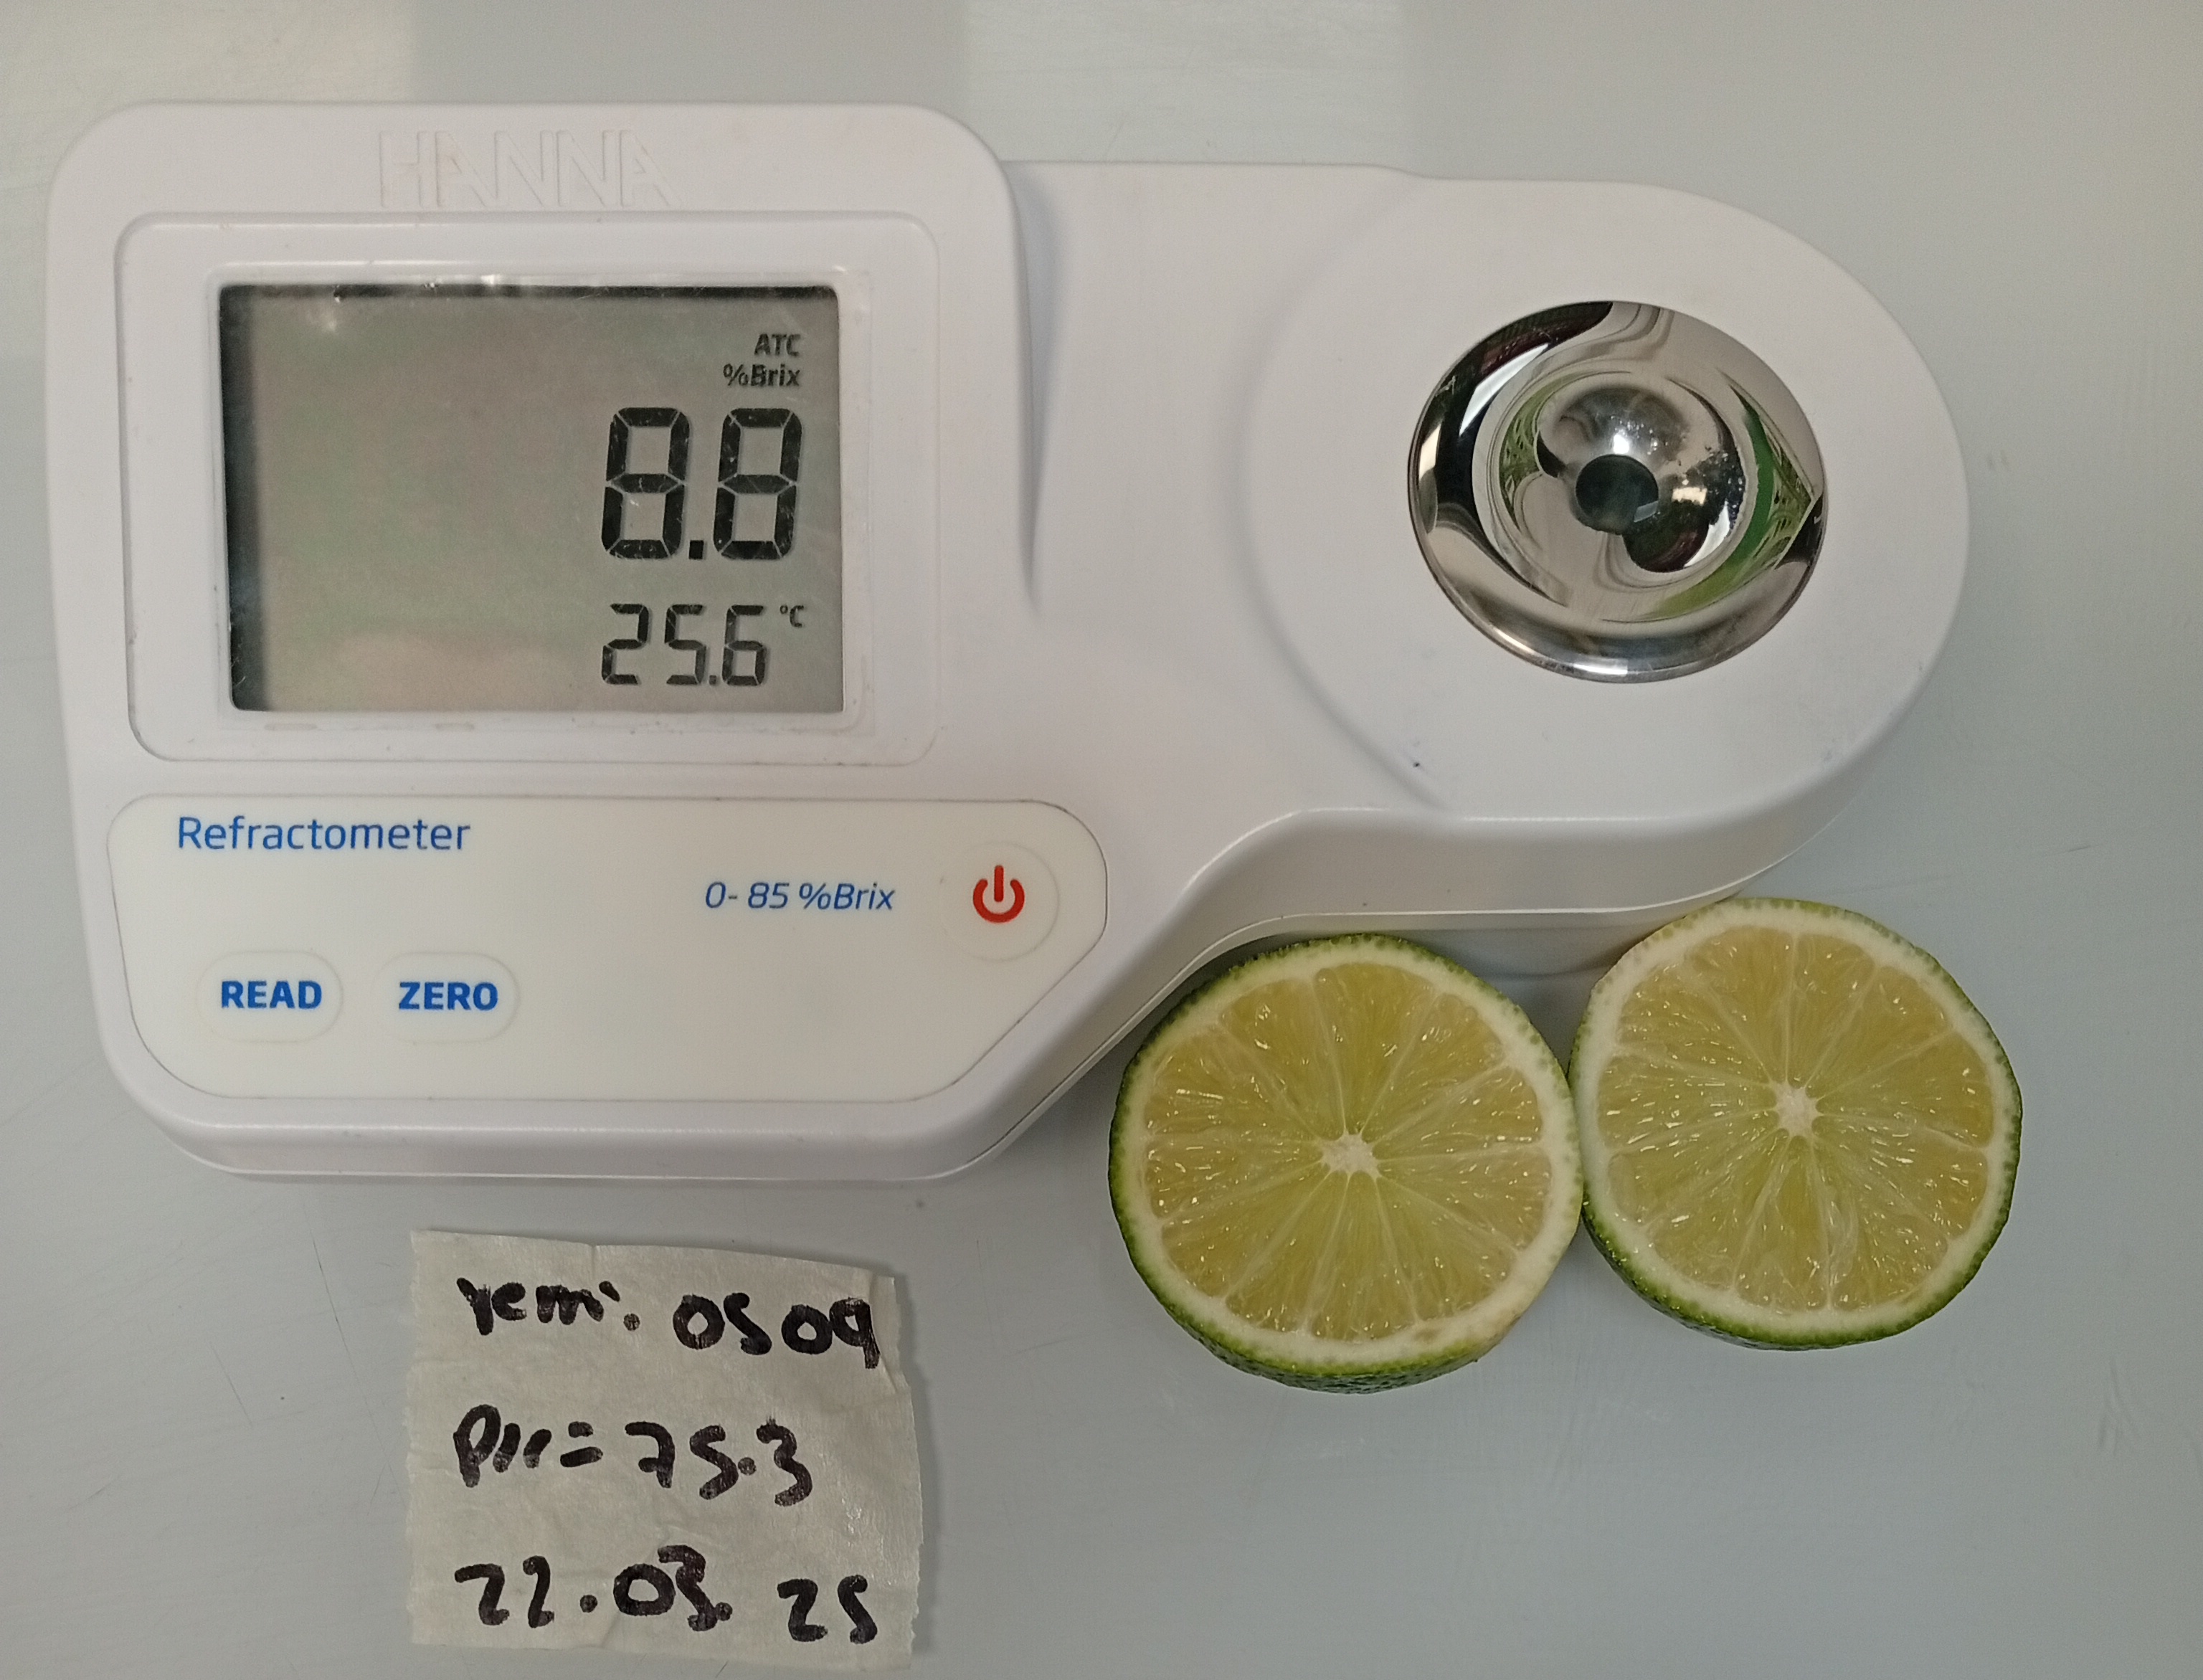 HANNA
ATC
%Brix
8.8
25.6 °C
Refractometer
0-85 %Brix
READ
ZERO
rem: 0509
= 75.3
22.03.25